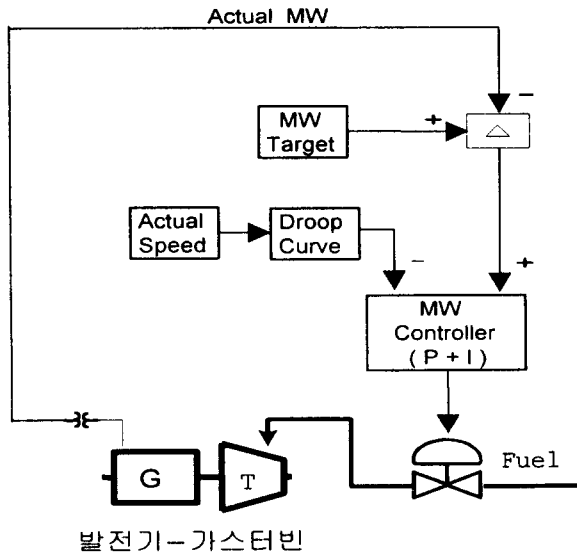 Actual MW
−
MW
Target
+
△
Actual
Speed
Droop
Curve
−
+
MW
Controller
( P + I )
Fuel
G
T
발전기−가스터빈